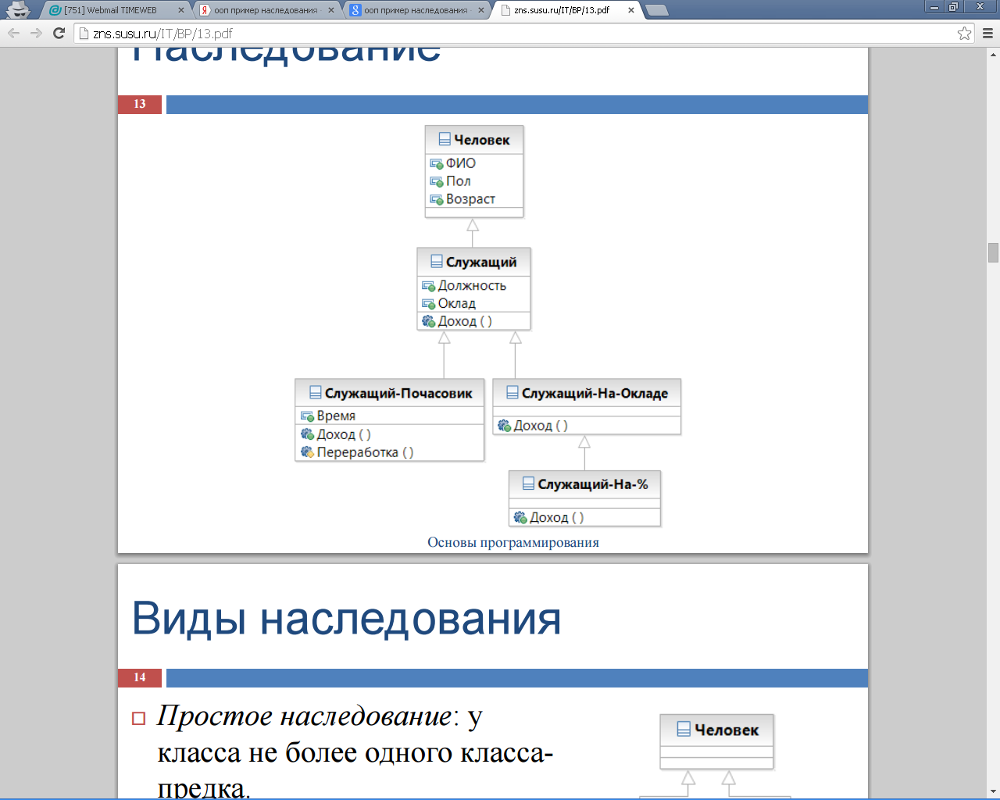 [751] Webmail TIMEWEB
ооп пример наследования
ооп пример наследования
zns.susu.ru/IT/BP/13.pdf
zns.susu.ru/IT/BP/13.pdf
Наследование
13
Человек
ФИО
Пол
Возраст
Служащий
Должность
Оклад
Доход ( )
Служащий-Почасовик
Время
Доход ( )
Переработка ( )
Служащий-На-Окладе
Доход ( )
Служащий-На-%
Доход ( )
Основы программирования
Виды наследования
14
Простое наследование: у
класса не более одного класса-
предка.
Человек